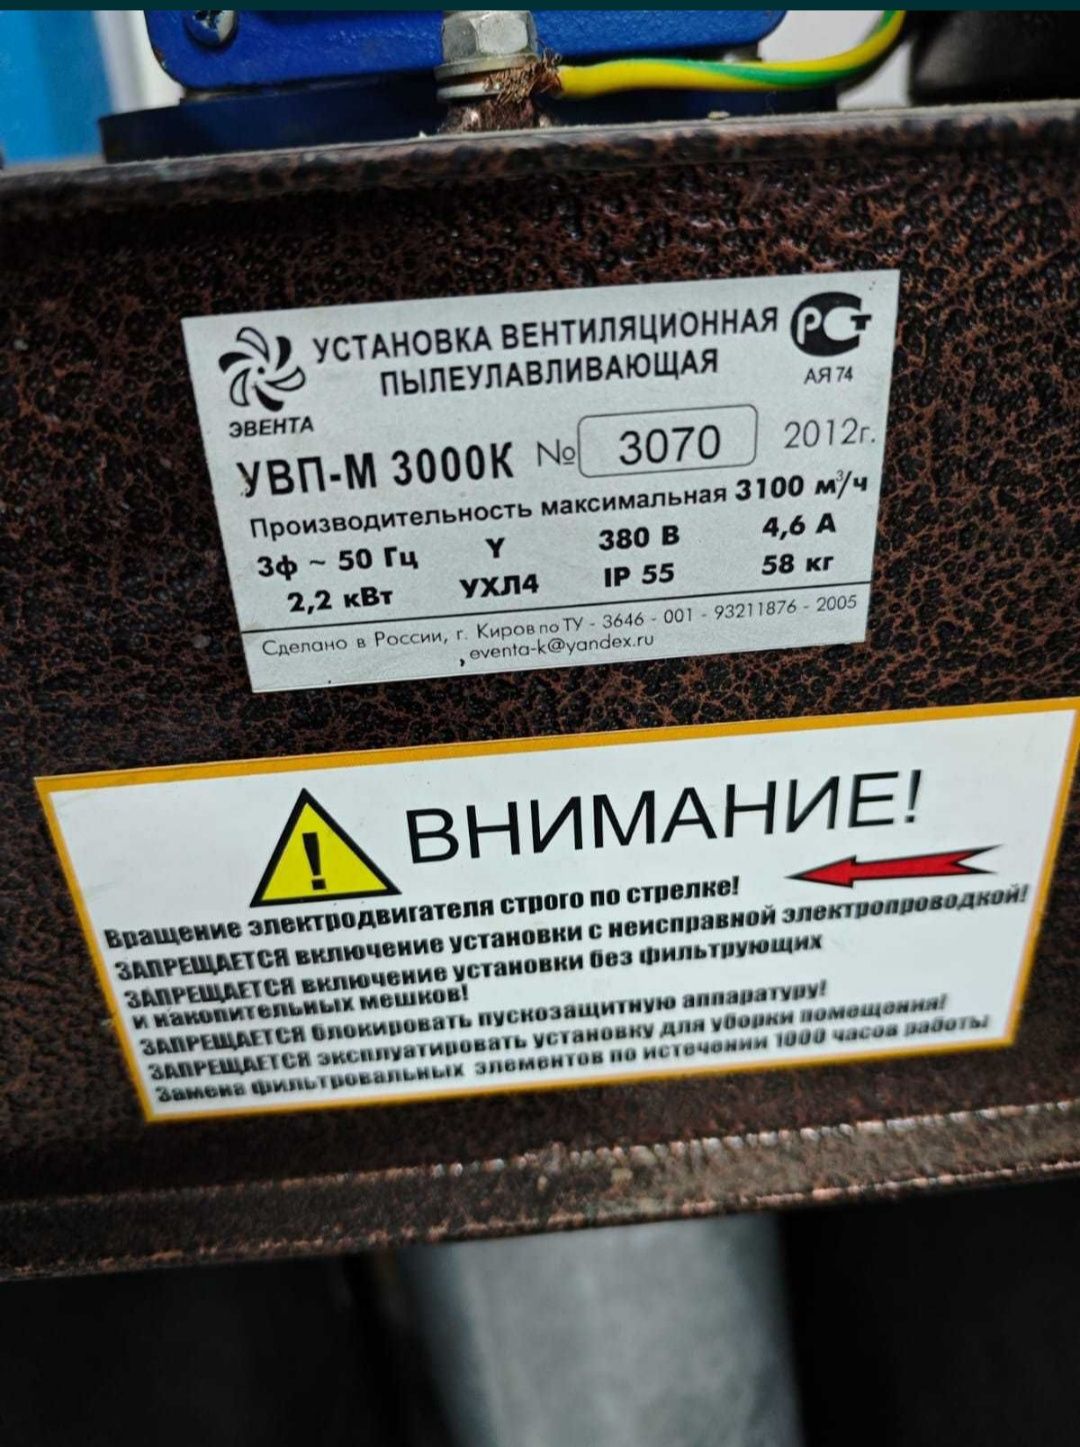 УСТАНОВКА ВЕНТИЛЯЦИОННАЯ
ПЫЛЕУЛАВЛИВАЮЩАЯ
РСТ
АЯ 74
ЭВЕНТА
УВП-М 3000К № 3070 2012г.
Производительность максимальная 3100 м³/ч
3ф ~ 50 Гц Y 380 В 4,6 А
2,2 кВт УХЛ4 IP 55 58 кг
Сделано в России, г. Киров по ТУ - 3646 - 001 - 93211876 - 2005
eventa-k@yandex.ru
ВНИМАНИЕ!
Вращение электродвигателя строго по стрелке!
ЗАПРЕЩАЕТСЯ включение установки с неисправной электропроводкой!
ЗАПРЕЩАЕТСЯ включение установки без фильтрующих
и накопительных мешков!
ЗАПРЕЩАЕТСЯ блокировать пускозащитную аппаратуру!
ЗАПРЕЩАЕТСЯ эксплуатировать установку для уборки помещения!
Замена фильтровальных элементов по истечении 1000 часов работы